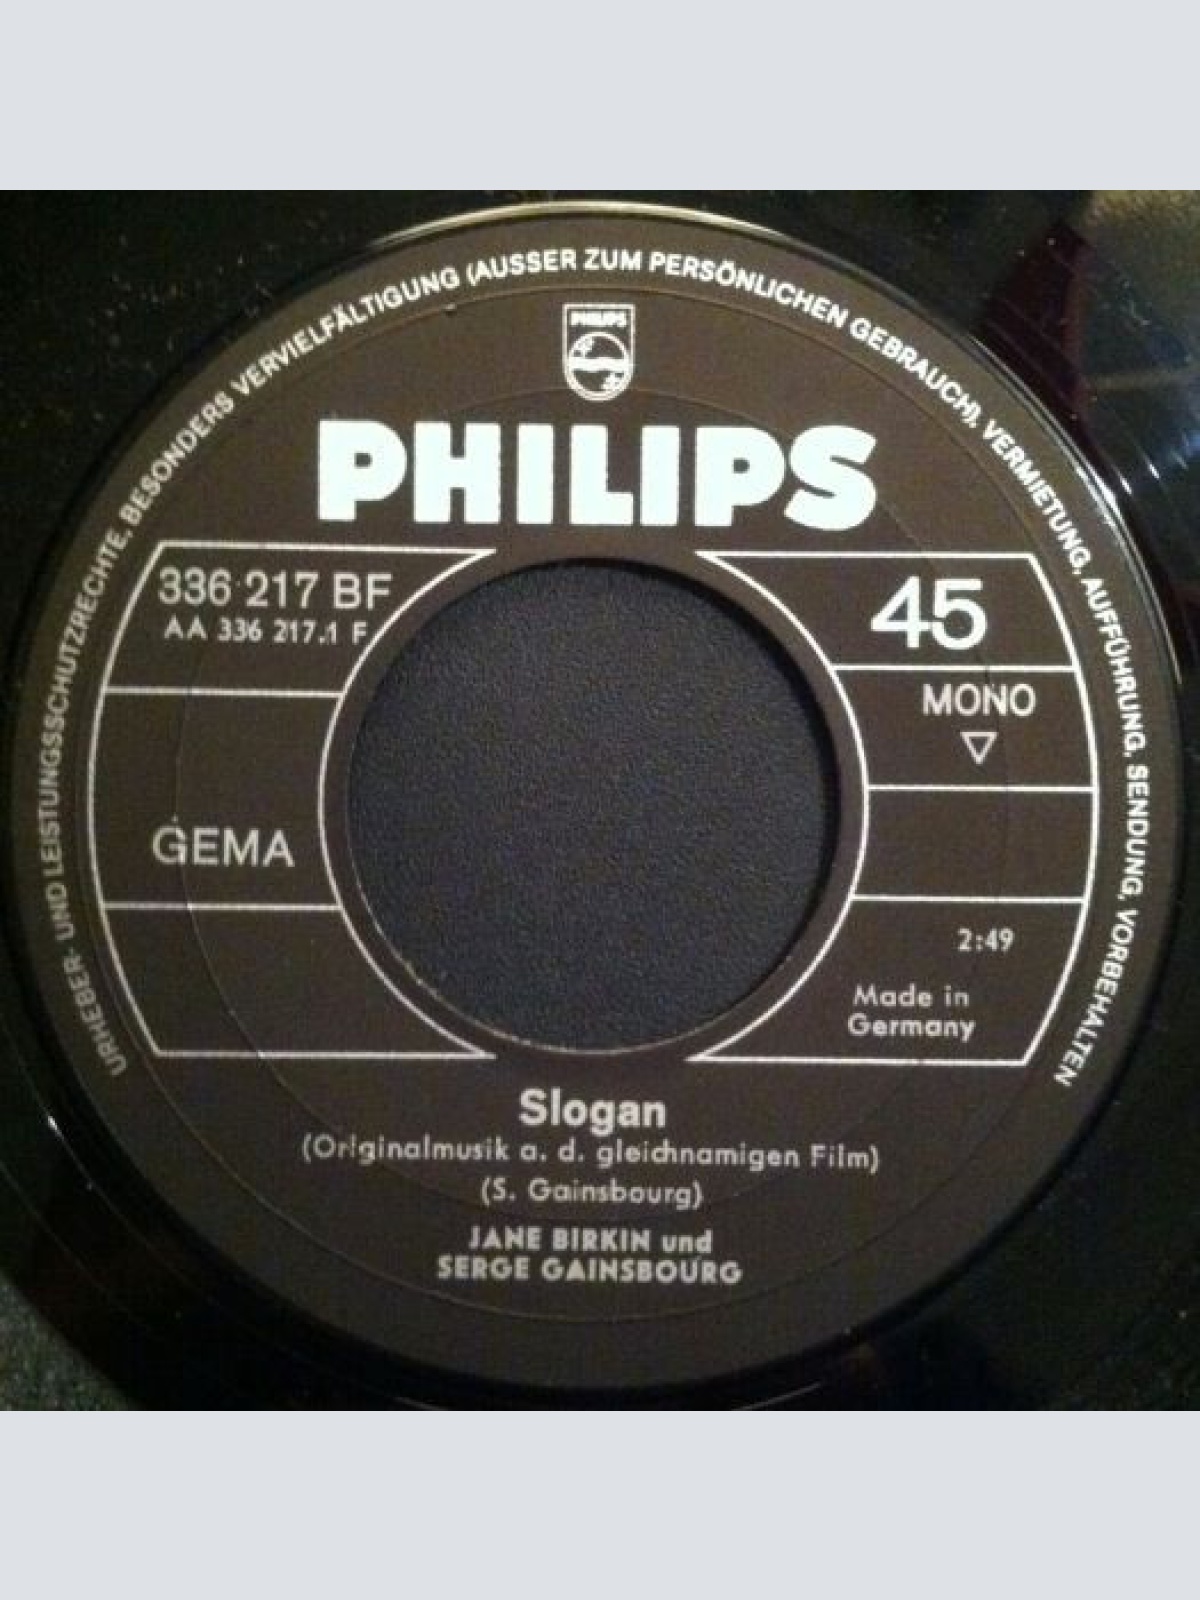 URHEBER- UND LEISTUNGSSCHUTZRECHTE, BESONDERS VERVIELFÄLTIGUNG (AUSSER ZUM PERSÖNLICHEN GEBRAUCH), VERMIETUNG, AUFFÜHRUNG, SENDUNG, VORBEHALTEN
PHILIPS
PHILIPS
336 217 BF
AA 336 217.1 F
45
MONO
GEMA
2:49
Made in
Germany
Slogan
(Originalmusik a. d. gleichnamigen Film)
(S. Gainsbourg)
JANE BIRKIN und
SERGE GAINSBOURG